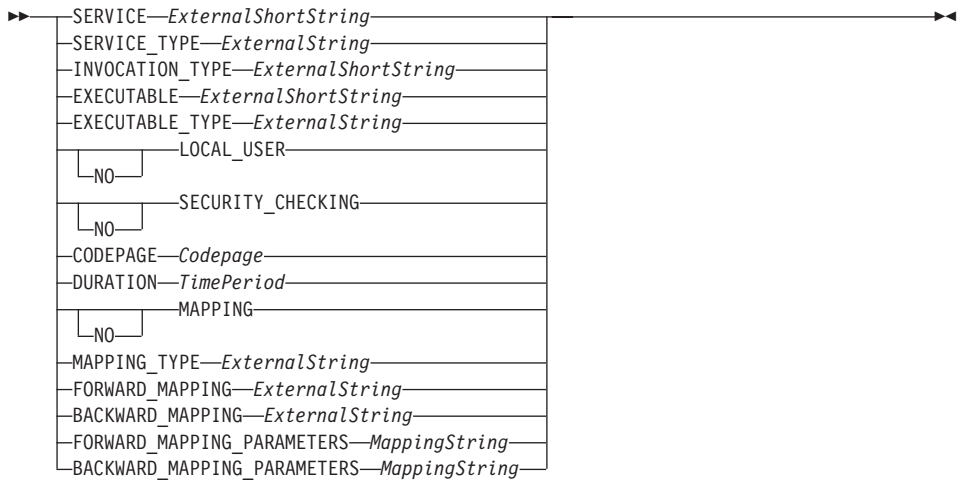 SERVICE ExternalShortString
SERVICE_TYPE ExternalString
INVOCATION_TYPE ExternalShortString
EXECUTABLE ExternalShortString
EXECUTABLE_TYPE ExternalString
LOCAL_USER
NO
SECURITY_CHECKING
NO
CODEPAGE Codepage
DURATION TimePeriod
MAPPING
NO
MAPPING_TYPE ExternalString
FORWARD_MAPPING ExternalString
BACKWARD_MAPPING ExternalString
FORWARD_MAPPING_PARAMETERS MappingString
BACKWARD_MAPPING_PARAMETERS MappingString